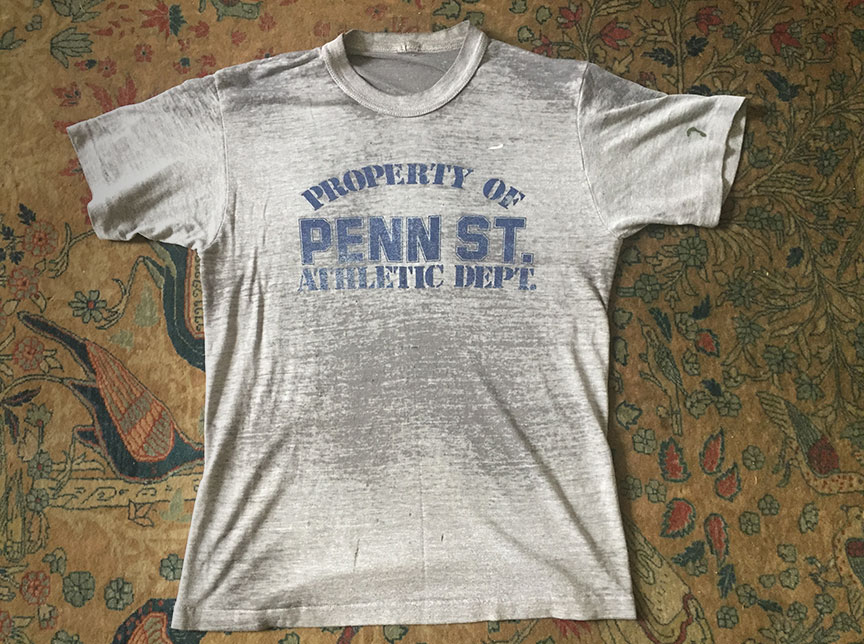 PROPERTY OF
PENN ST.
ATHLETIC DEPT.